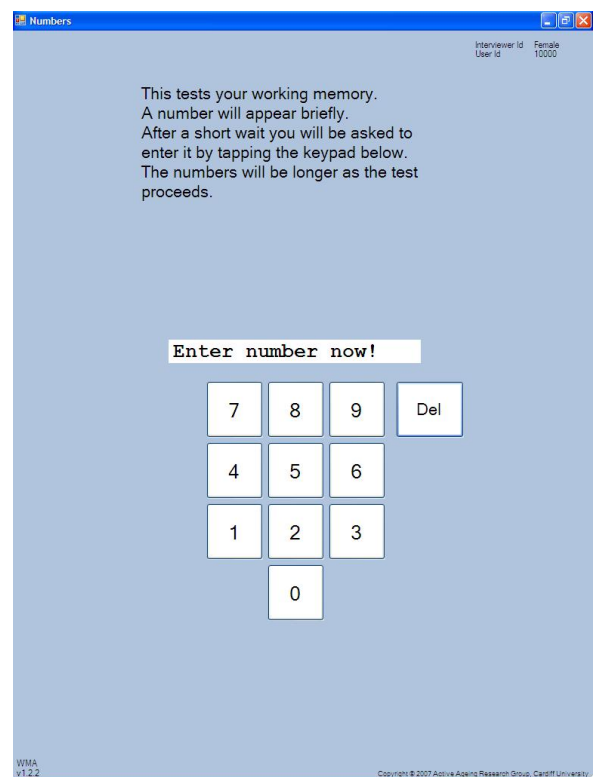 Numbers
Interviewer Id Female
User Id 10000
This tests your working memory.
A number will appear briefly.
After a short wait you will be asked to
enter it by tapping the keypad below.
The numbers will be longer as the test
proceeds.
Enter number now!
7 8 9 Del
4 5 6
1 2 3
0
WMA
v1.2.2
Copyright © 2007 Active Ageing Research Group, Cardiff University